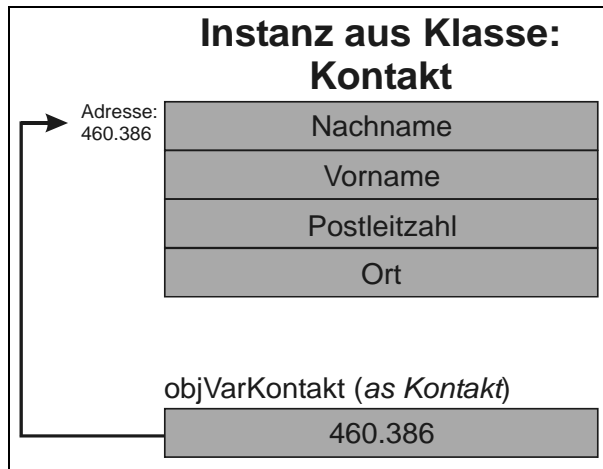 Instanz aus Klasse:
Kontakt
Adresse:
460.386
Nachname
Vorname
Postleitzahl
Ort
objVarKontakt (as Kontakt)
460.386